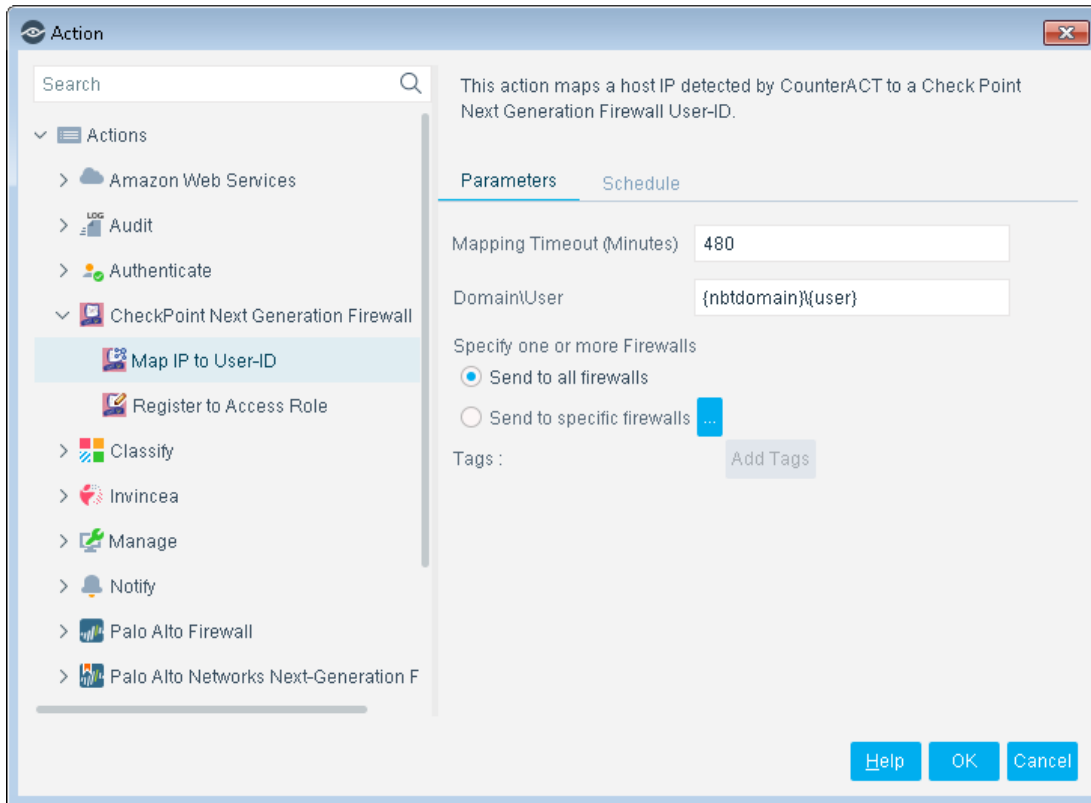 Action
Search
Actions
Amazon Web Services
LOG
Audit
Authenticate
CheckPoint Next Generation Firewall
Map IP to User-ID
Register to Access Role
Classify
Invincea
Manage
Notify
Palo Alto Firewall
Palo Alto Networks Next-Generation F
This action maps a host IP detected by CounterACT to a Check Point
Next Generation Firewall User-ID.
Parameters Schedule
Mapping Timeout (Minutes) 480
Domain\User {nbtdomain}\{user}
Specify one or more Firewalls
Send to all firewalls
Send to specific firewalls ...
Tags : Add Tags
Help OK Cancel